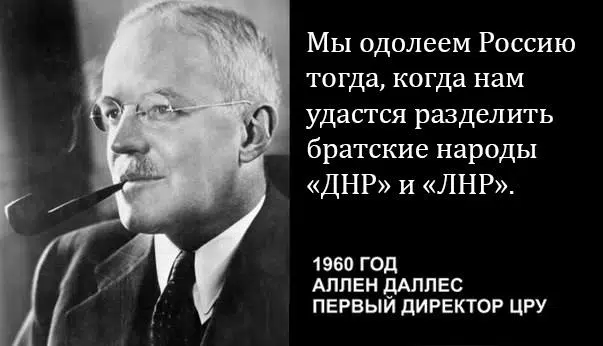 Мы одолеем Россию
тогда, когда нам
удастся разделить
братские народы
«ДНР» и «ЛНР».
1960 ГОД
АЛЛЕН ДАЛЛЕС
ПЕРВЫЙ ДИРЕКТОР ЦРУ